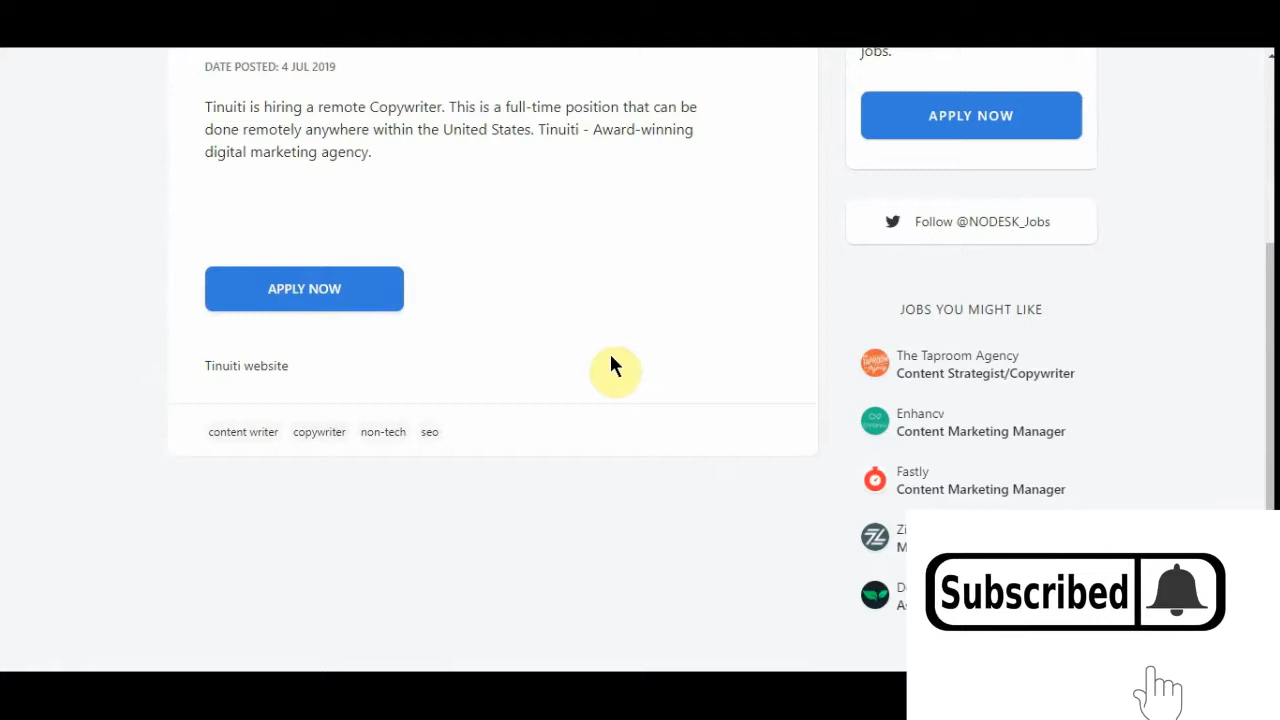 DATE POSTED: 4 JUL 2019
Tinuiti is hiring a remote Copywriter. This is a full-time position that can be
done remotely anywhere within the United States. Tinuiti - Award-winning
digital marketing agency.
APPLY NOW
Tinuiti website
content writer copywriter non-tech seo
jobs.
APPLY NOW
Follow @NODESK_Jobs
JOBS YOU MIGHT LIKE
The Taproom Agency
Content Strategist/Copywriter
Enhancv
Content Marketing Manager
Fastly
Content Marketing Manager
Subscribed